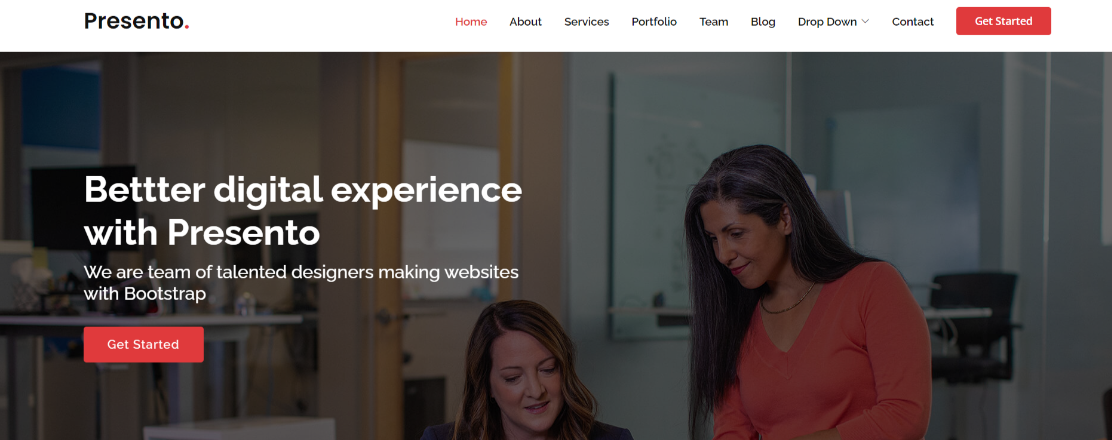 Presento.
Home About Services Portfolio Team Blog Drop Down Contact Get Started
Bettter digital experience
with Presento
We are team of talented designers making websites
with Bootstrap
Get Started